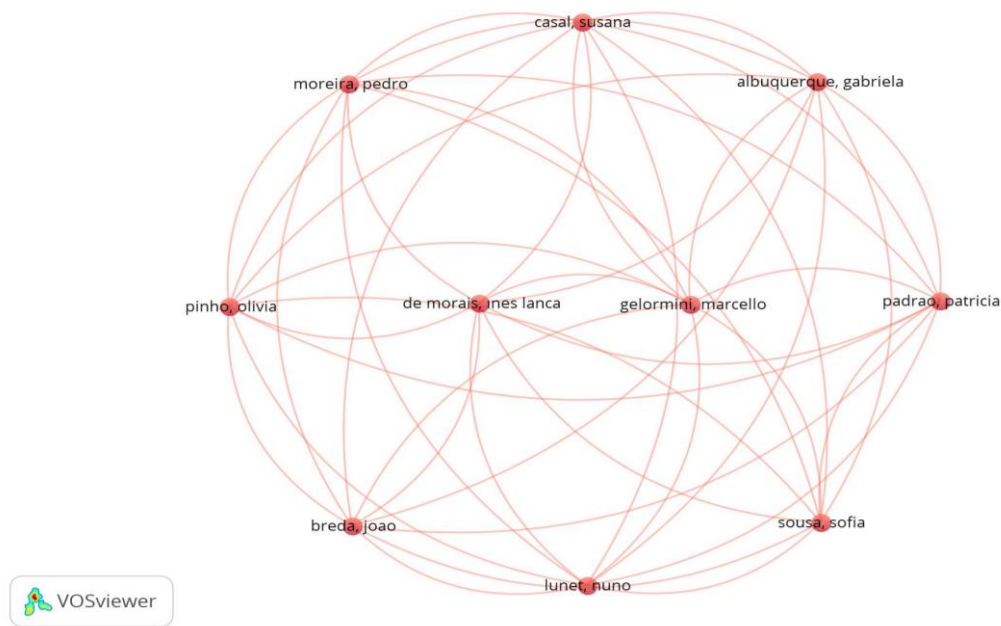 casal, susana
moreira, pedro
albuquerque, gabriela
pinho, olivia
de morais, ines lanca
gelormini, marcello
padrao, patricia
breda, joao
sousa, sofia
lunet, nuno
VOSviewer